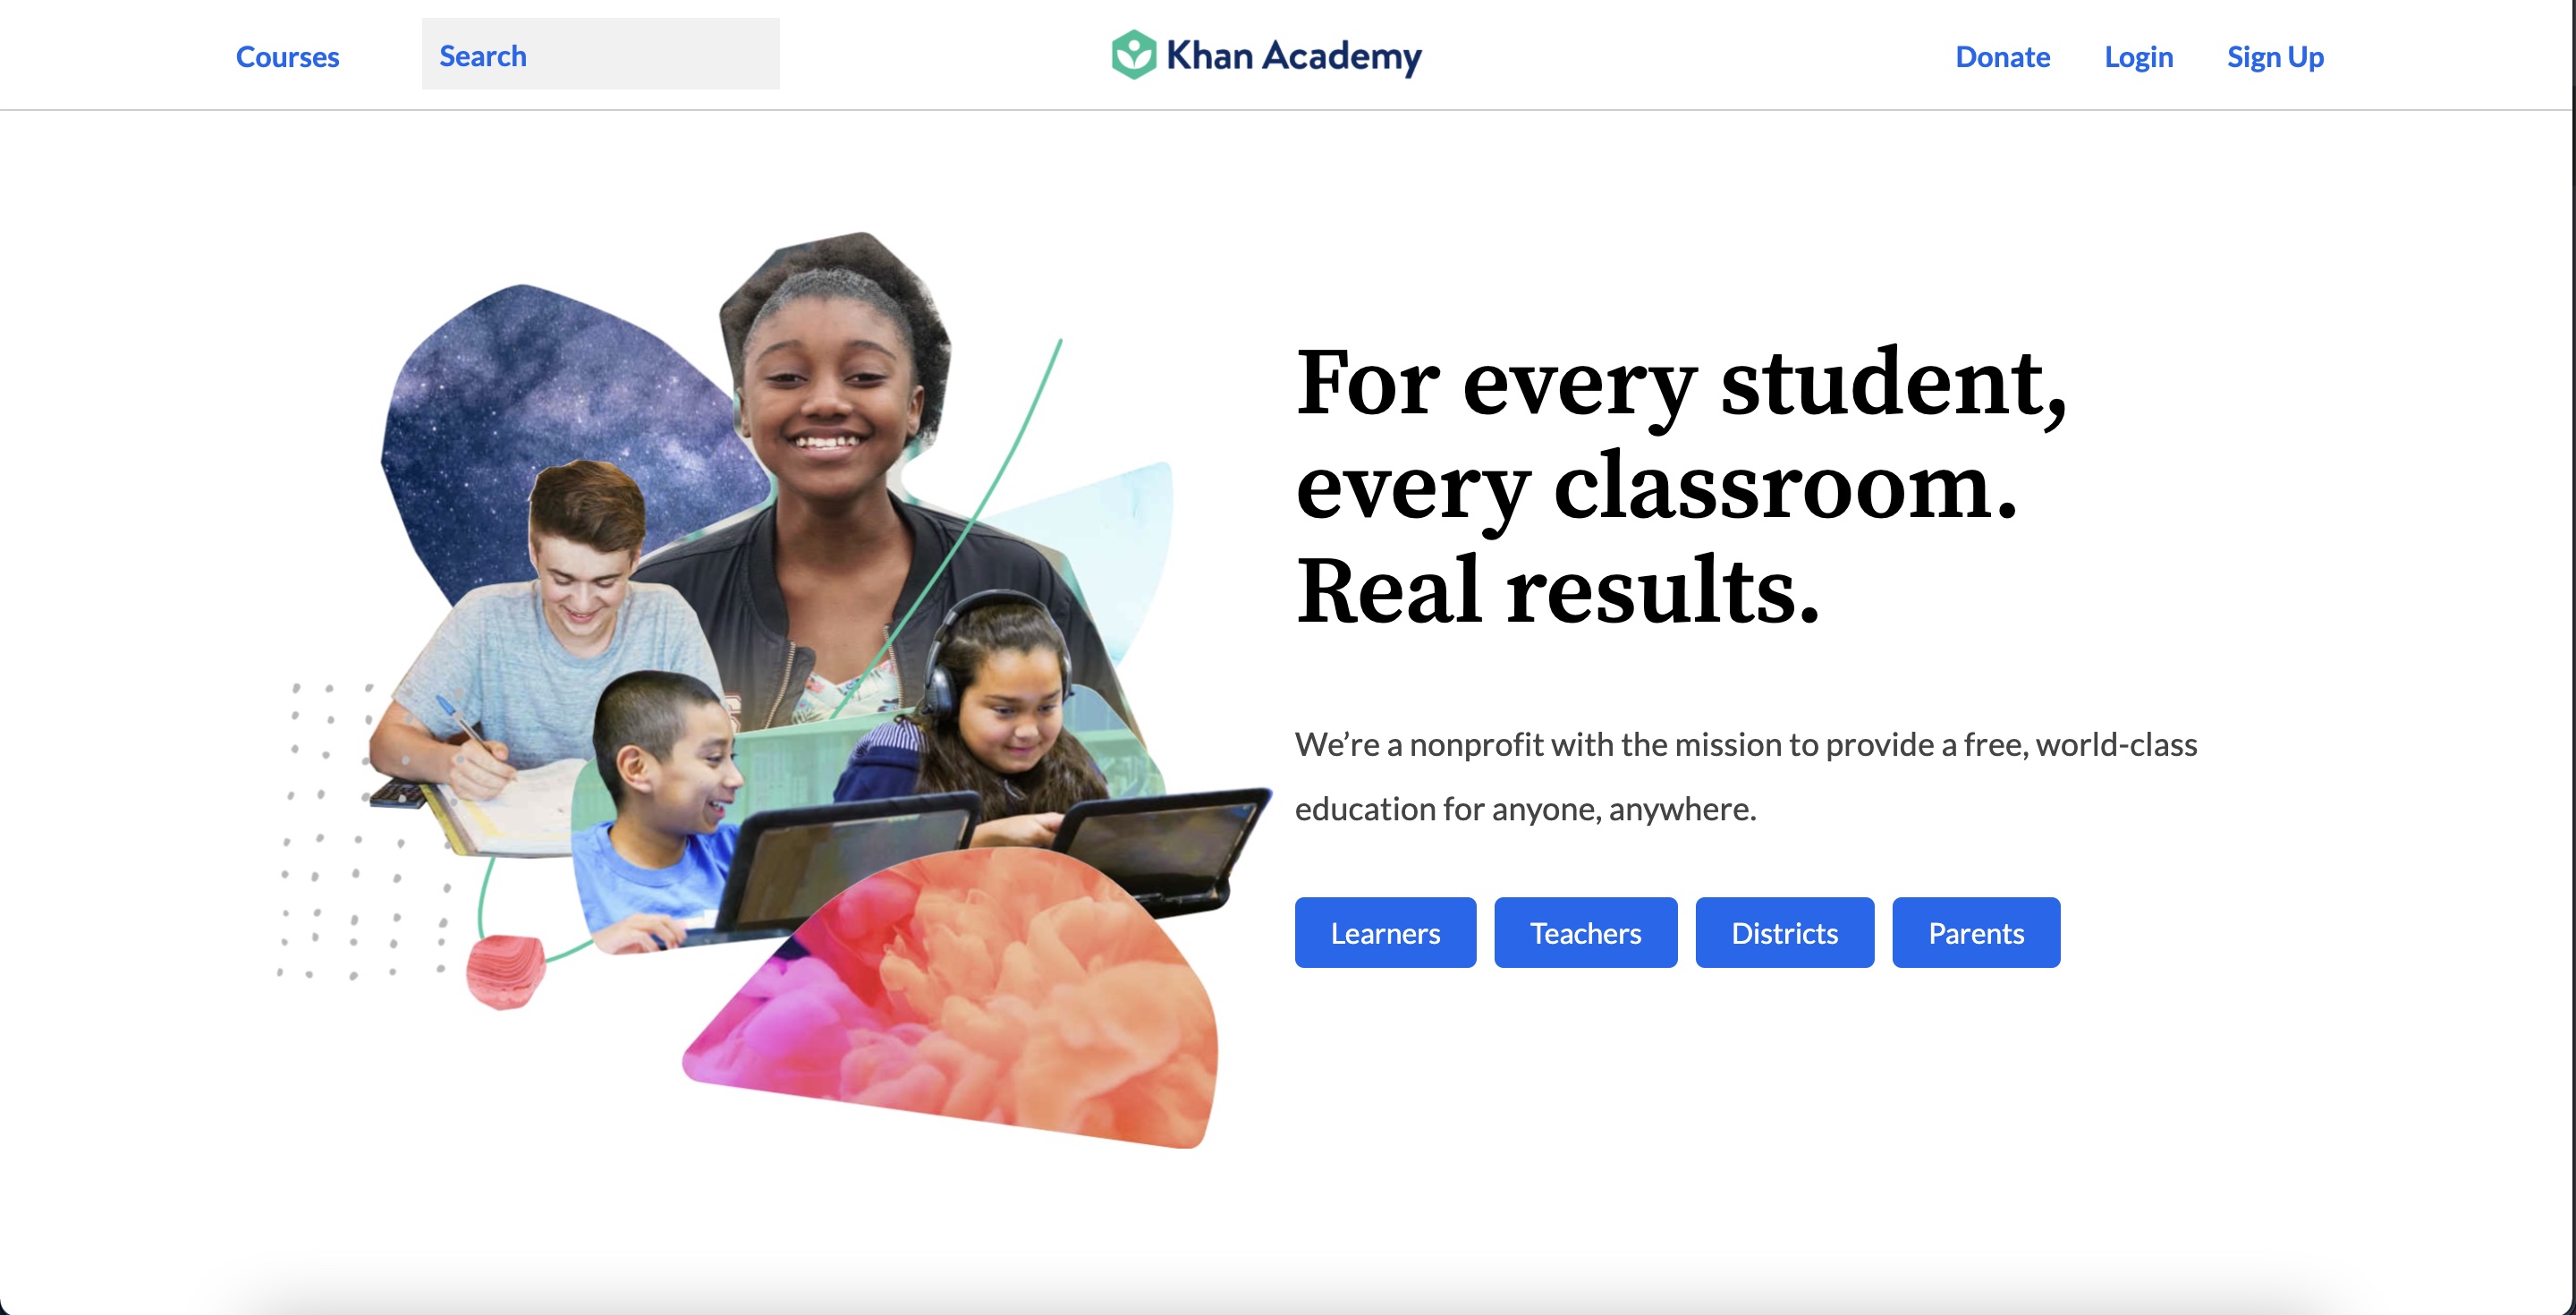 Courses
Search
Khan Academy
Donate
Login
Sign Up
For every student,
every classroom.
Real results.
We’re a nonprofit with the mission to provide a free, world-class
education for anyone, anywhere.
Learners
Teachers
Districts
Parents